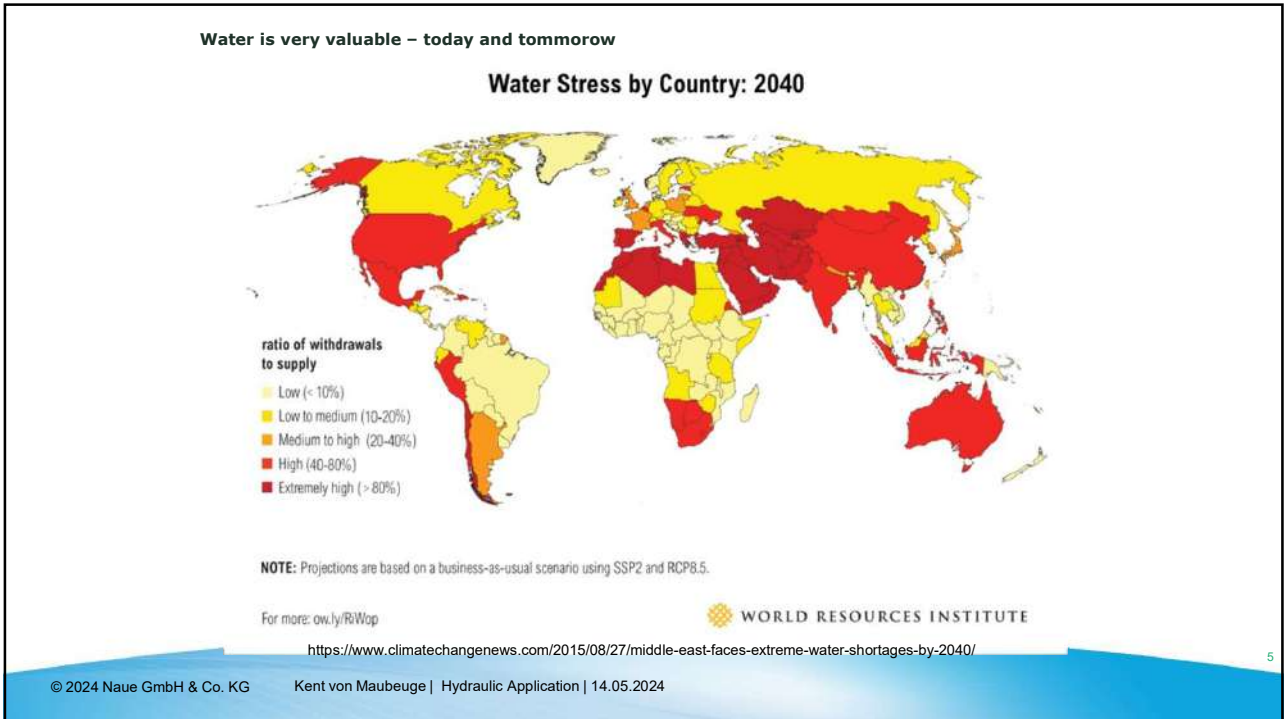 Water is very valuable – today and tommorow
Water Stress by Country: 2040
ratio of withdrawals
to supply
Low (< 10%)
Low to medium (10-20%)
Medium to high (20-40%)
High (40-80%)
Extremely high (> 80%)
NOTE: Projections are based on a business-as-usual scenario using SSP2 and RCP8.5.
For more: ow.ly/RiWop
WORLD RESOURCES INSTITUTE
https://www.climatechangenews.com/2015/08/27/middle-east-faces-extreme-water-shortages-by-2040/
5
© 2024 Naue GmbH & Co. KG Kent von Maubeuge | Hydraulic Application | 14.05.2024